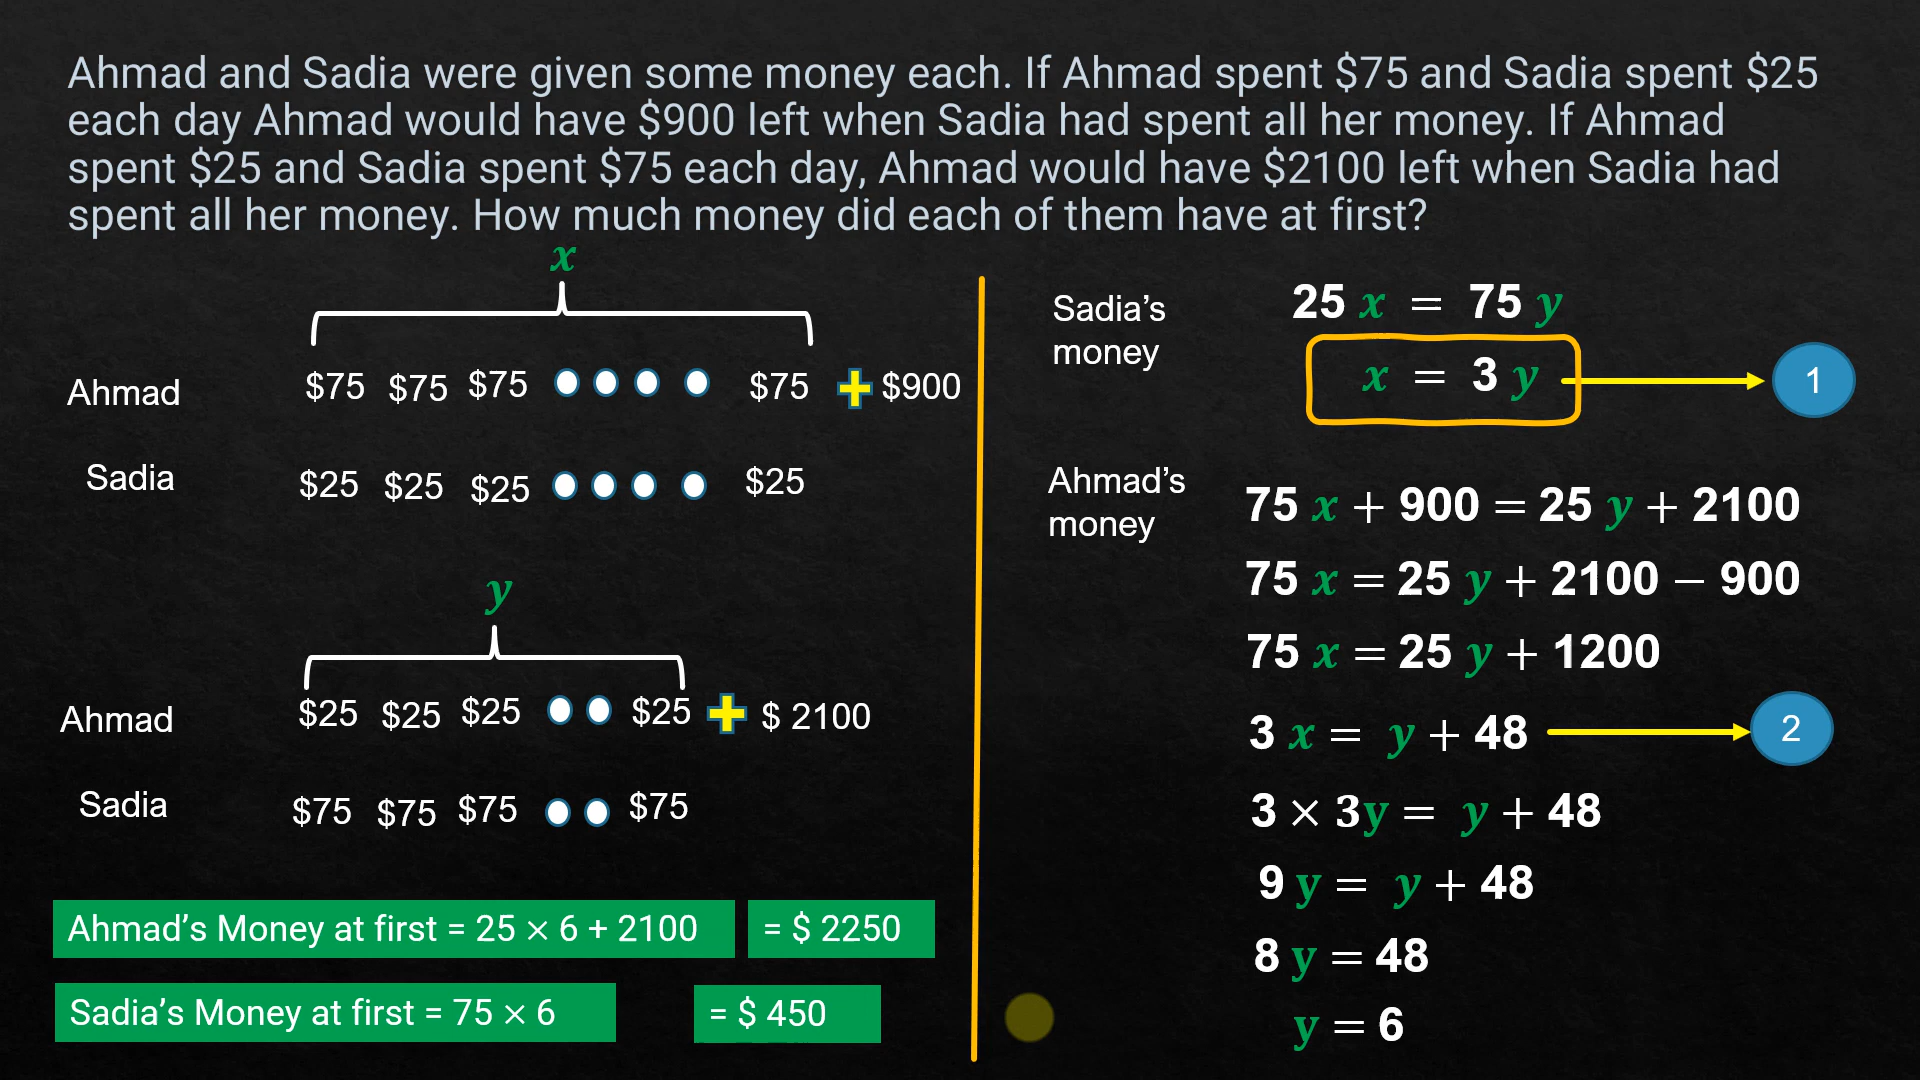 Ahmad and Sadia were given some money each. If Ahmad spent $75 and Sadia spent $25
each day Ahmad would have $900 left when Sadia had spent all her money. If Ahmad
spent $25 and Sadia spent $75 each day, Ahmad would have $2100 left when Sadia had
spent all her money. How much money did each of them have at first?
x
Ahmad $75 $75 $75 $75 + $900
Sadia $25 $25 $25 $25
y
Ahmad $25 $25 $25 $25 + $ 2100
Sadia $75 $75 $75 $75
Ahmad’s Money at first = 25 × 6 + 2100 = $ 2250
Sadia’s Money at first = 75 × 6 = $ 450
Sadia’s
money
25 x = 75 y
x = 3 y
1
Ahmad’s
money
75 x + 900 = 25 y + 2100
75 x = 25 y + 2100 − 900
75 x = 25 y + 1200
3 x = y + 48
2
3 × 3y = y + 48
9 y = y + 48
8 y = 48
y = 6